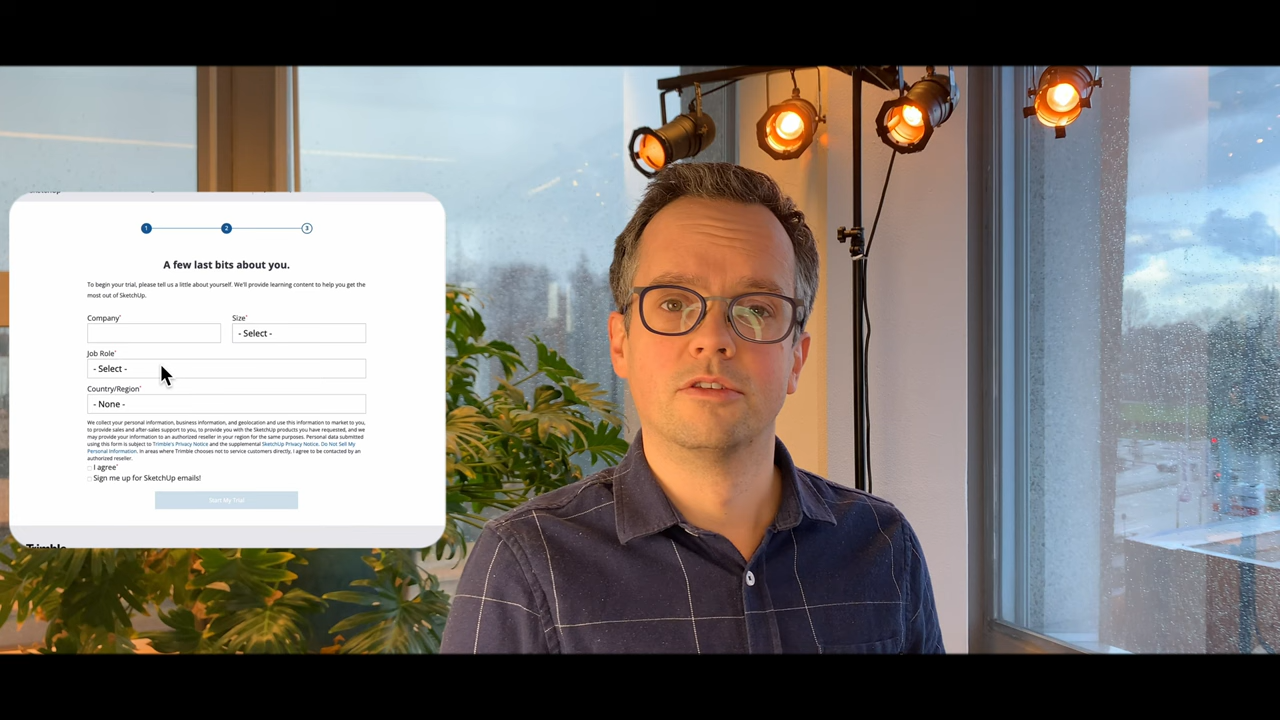 1 2 3
A few last bits about you.
To begin your trial, please tell us a little about yourself. We'll provide learning content to help you get the
most out of SketchUp.
Company* Size*
- Select -
Job Role*
- Select -
Country/Region*
- None -
We collect your personal information, business information, and geolocation and use this information to market to you,
to provide sales and after-sales support to you, to provide you with the SketchUp products you have requested, and we
may provide your information to an authorized reseller in your region for the same purposes. Personal data submitted
using this form is subject to Trimble's Privacy Notice and the supplemental SketchUp Privacy Notice. Do Not Sell My
Personal Information. In areas where Trimble chooses not to service customers directly, I agree to be contacted by an
authorized reseller.
I agree*
Sign me up for SketchUp emails!
Start My Trial
Trimble